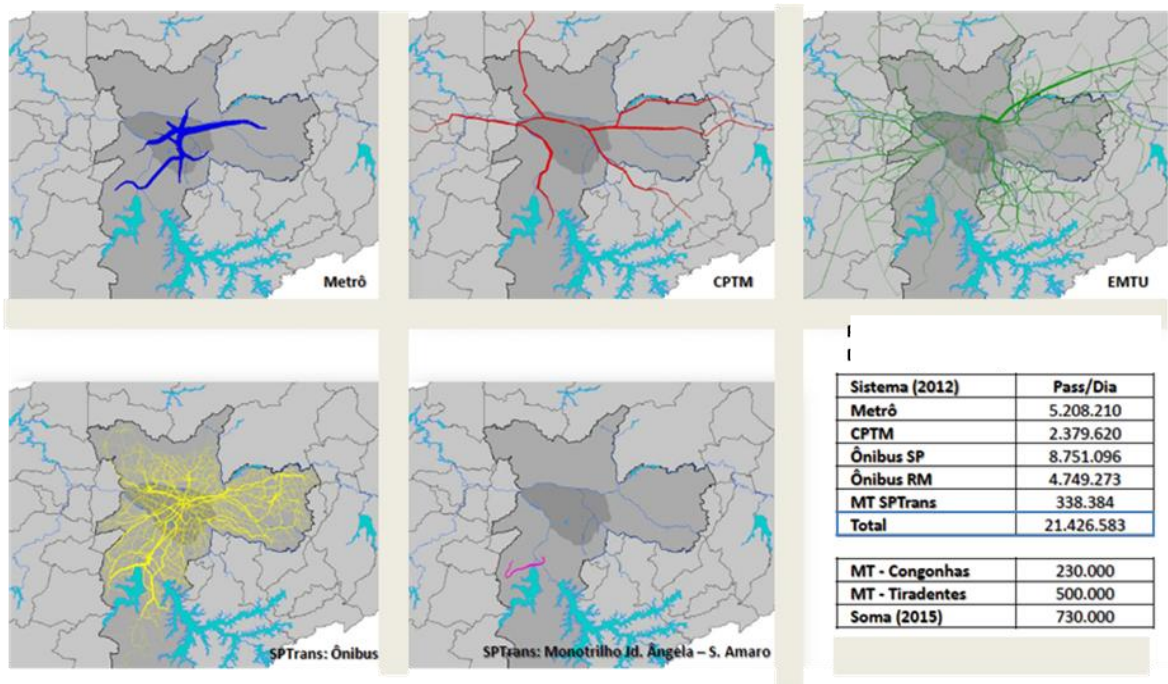 Metrô
CPTM
EMTU
SPTrans: Ônibus
SPTrans: Monotrilho Jd. Ângela – S. Amaro
Sistema (2012) Pass/Dia
Metrô 5.208.210
CPTM 2.379.620
Ônibus SP 8.751.096
Ônibus RM 4.749.273
MT SPTrans 338.384
Total 21.426.583
MT - Congonhas 230.000
MT - Tiradentes 500.000
Soma (2015) 730.000